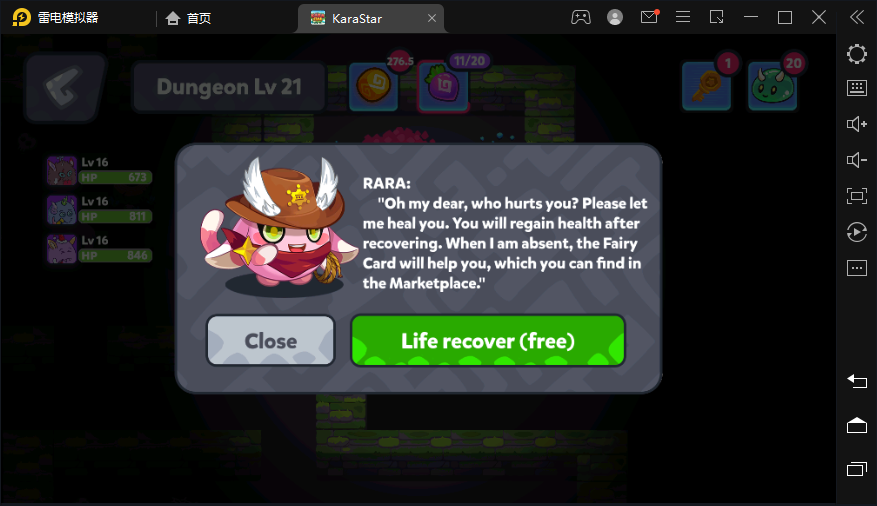 雷电模拟器
首页
KaraStar
Dungeon Lv 21
276.5
11/20
1
20
Lv 16
HP 673
Lv 16
HP 811
Lv 16
HP 846
RARA:
"Oh my dear, who hurts you? Please let
me heal you. You will regain health after
recovering. When I am absent, the Fairy
Card will help you, which you can find in
the Marketplace."
Close
Life recover (free)